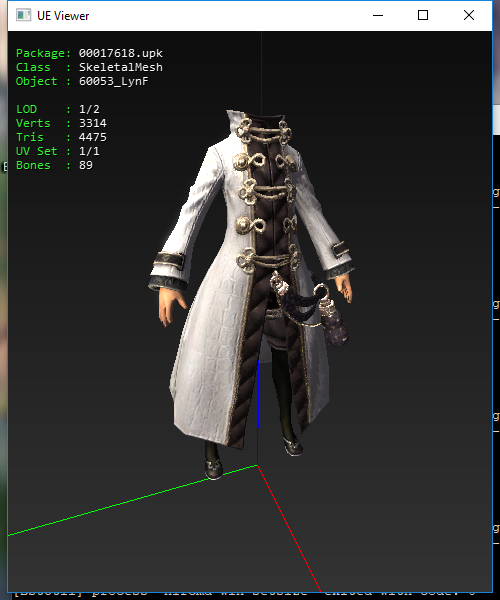 UE Viewer
Package: 00017618.upk
Class : SkeletalMesh
Object : 60053_LynF
LOD : 1/2
Verts : 3314
Tris : 4475
UV Set : 1/1
Bones : 89